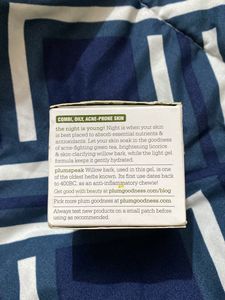 COMBI, OILY, ACNE-PRONE SKIN
the night is young! Night is when your skin
is best placed to absorb essential nutrients &
antioxidants. Let your skin soak in the goodness
of acne-fighting green tea, brightening licorice
& skin-clarifying willow bark, while the light gel
formula keeps it gently hydrated.
plumspeak Willow bark, used in this gel, is one
of the oldest herbs known. Its first use dates back
to 400BC, as an anti-inflammatory chewie!
Get good with beauty at plumgoodness.com/blog
Pick more plum goodness at plumgoodness.com
Always test new products on a small patch before
using as recommended.